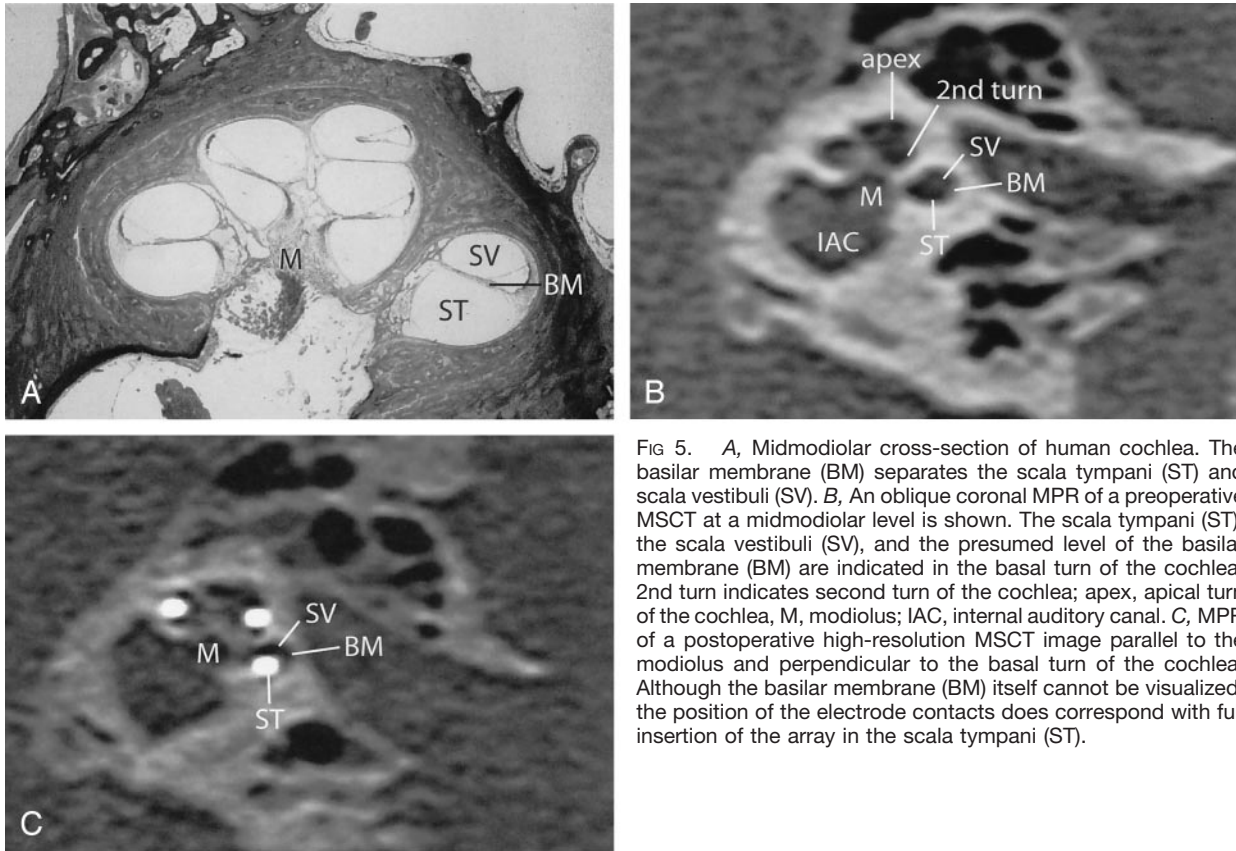 M
SV
BM
ST
A
apex
2nd turn
SV
BM
M
IAC
ST
B
SV
M
BM
ST
C
FIG 5. A, Midmodiolar cross-section of human cochlea. The
basilar membrane (BM) separates the scala tympani (ST) and
scala vestibuli (SV). B, An oblique coronal MPR of a preoperative
MSCT at a midmodiolar level is shown. The scala tympani (ST)
the scala vestibuli (SV), and the presumed level of the basila
membrane (BM) are indicated in the basal turn of the cochlea
2nd turn indicates second turn of the cochlea; apex, apical turn
of the cochlea, M, modiolus; IAC, internal auditory canal. C, MPR
of a postoperative high-resolution MSCT image parallel to the
modiolus and perpendicular to the basal turn of the cochlea
Although the basilar membrane (BM) itself cannot be visualized
the position of the electrode contacts does correspond with ful
insertion of the array in the scala tympani (ST).